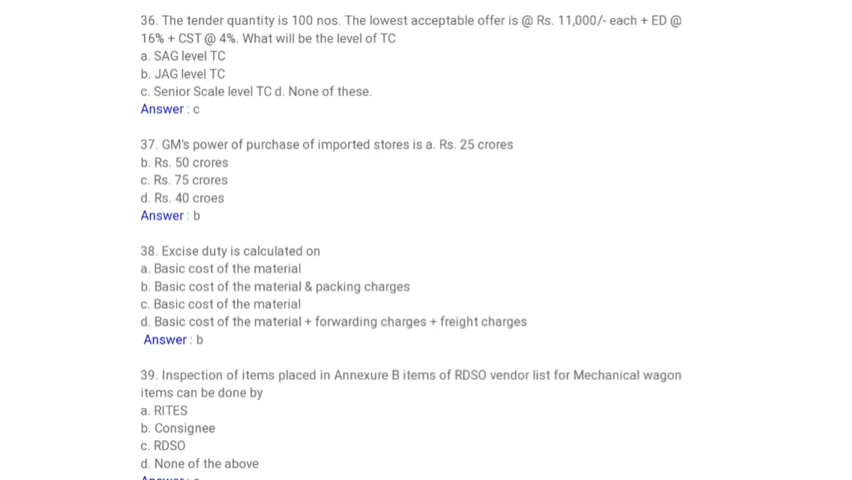 36. The tender quantity is 100 nos. The lowest acceptable offer is @ Rs. 11,000/- each + ED @
16% + CST @ 4%. What will be the level of TC
a. SAG level TC
b. JAG level TC
c. Senior Scale level TC d. None of these.
Answer : c
37. GM's power of purchase of imported stores is a. Rs. 25 crores
b. Rs. 50 crores
c. Rs. 75 crores
d. Rs. 40 croes
Answer : b
38. Excise duty is calculated on
a. Basic cost of the material
b. Basic cost of the material & packing charges
c. Basic cost of the material
d. Basic cost of the material + forwarding charges + freight charges
Answer : b
39. Inspection of items placed in Annexure B items of RDSO vendor list for Mechanical wagon
items can be done by
a. RITES
b. Consignee
c. RDSO
d. None of the above